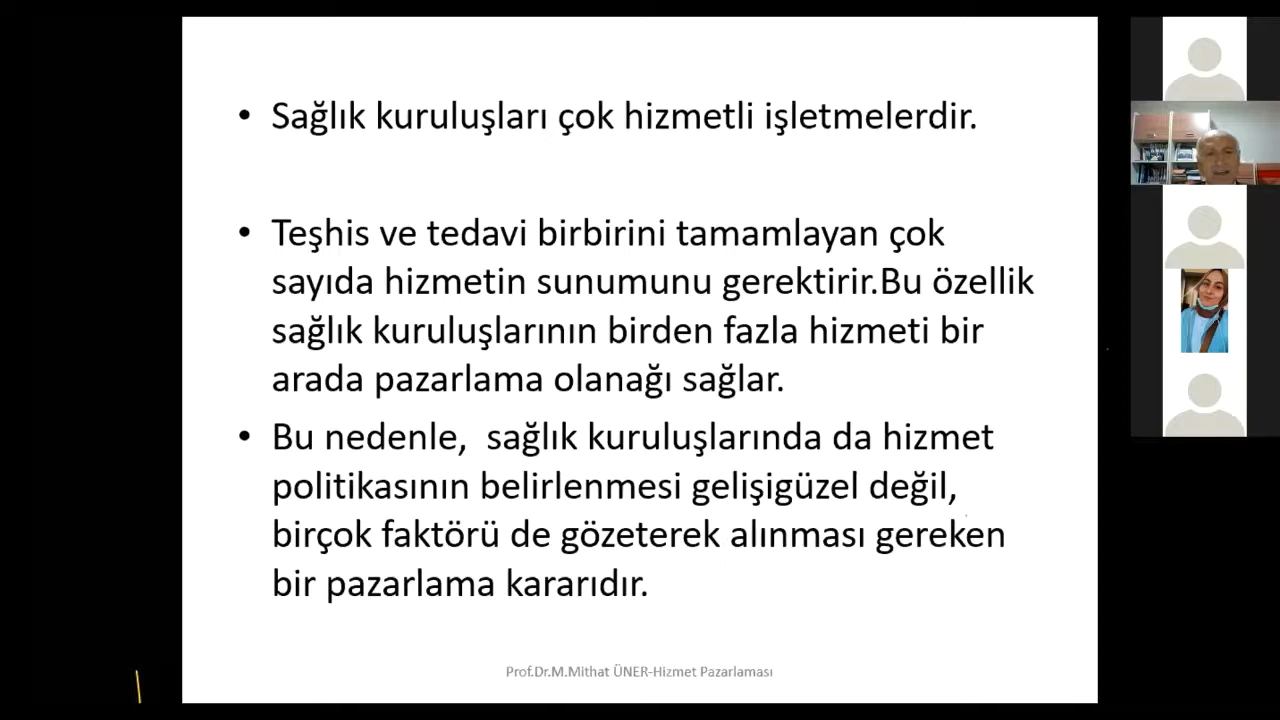 • Sağlık kuruluşları çok hizmetli işletmelerdir.
• Teşhis ve tedavi birbirini tamamlayan çok
sayıda hizmetin sunumunu gerektirir.Bu özellik
sağlık kuruluşlarının birden fazla hizmeti bir
arada pazarlama olanağı sağlar.
• Bu nedenle,  sağlık kuruluşlarında da hizmet
politikasının belirlenmesi gelişigüzel değil,
birçok faktörü de gözeterek alınması gereken
bir pazarlama kararıdır.
Prof.Dr.M.Mithat ÜNER-Hizmet Pazarlaması